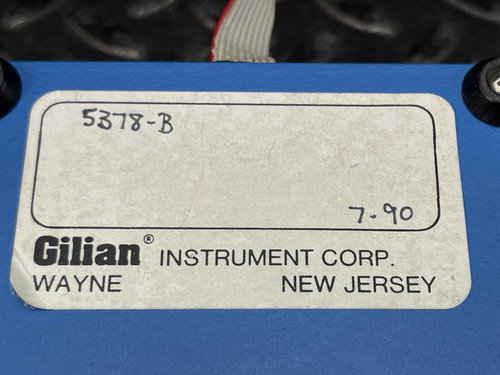 5378-B
7-90
Gilian® INSTRUMENT CORP.
WAYNE NEW JERSEY